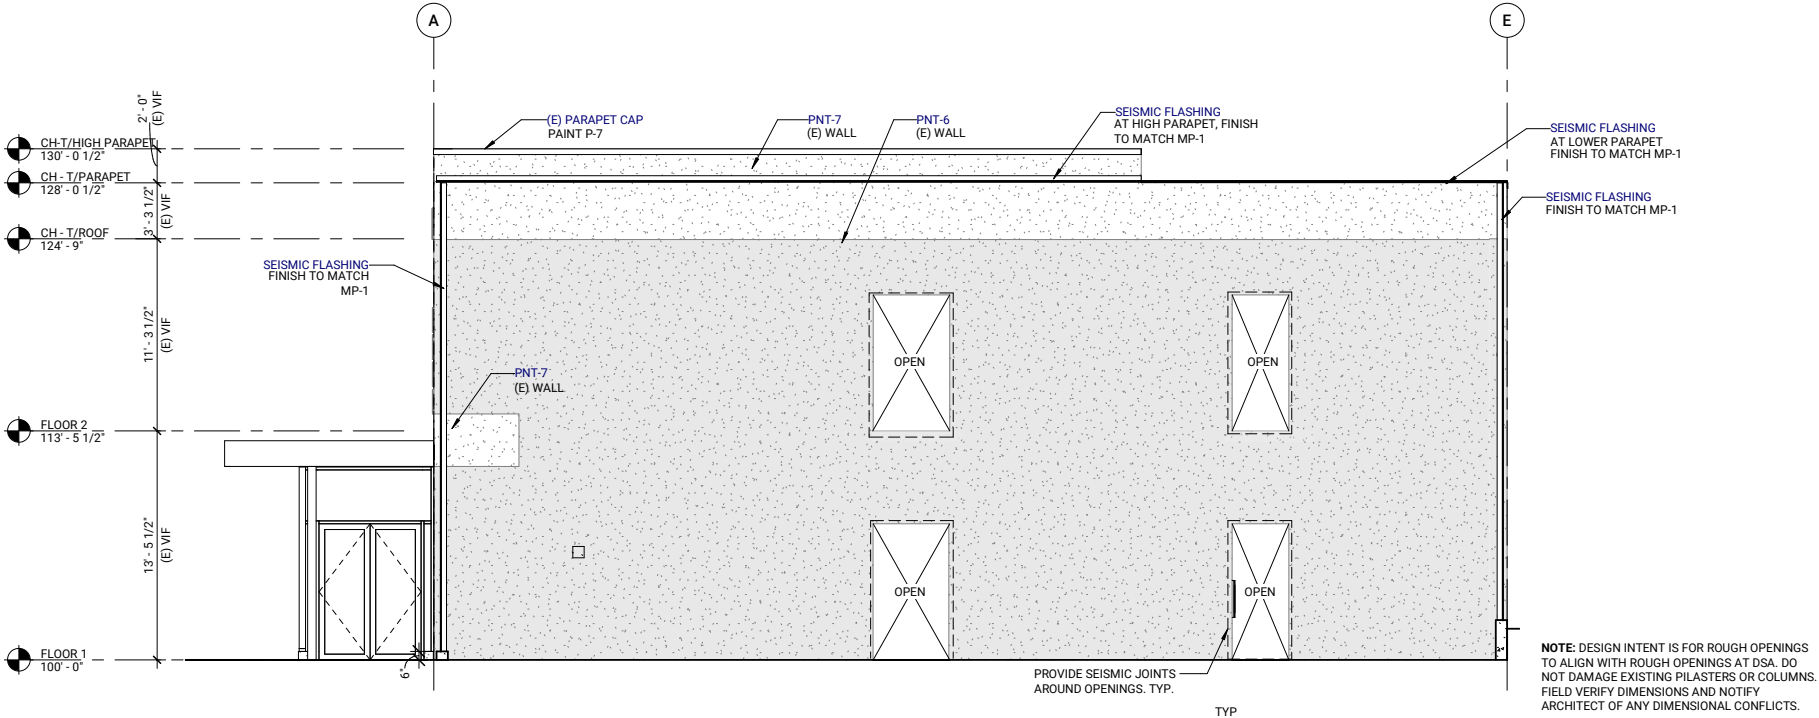 A
E
(E) PARAPET CAP
PAINT P-7
PNT-7
(E) WALL
PNT-6
(E) WALL
SEISMIC FLASHING
AT HIGH PARAPET, FINISH
TO MATCH MP-1
SEISMIC FLASHING
AT LOWER PARAPET
FINISH TO MATCH MP-1
SEISMIC FLASHING
FINISH TO MATCH MP-1
2' - 0"
(E) VIF
CH-T/HIGH PARAPET
130' - 0 1/2"
CH - T/PARAPET
128' - 0 1/2"
3' - 3 1/2"
(E) VIF
CH - T/ROOF
124' - 9"
SEISMIC FLASHING
FINISH TO MATCH
MP-1
11' - 3 1/2"
(E) VIF
OPEN
OPEN
PNT-7
(E) WALL
FLOOR 2
113' - 5 1/2"
13' - 5 1/2"
(E) VIF
OPEN
OPEN
FLOOR 1
100' - 0"
6"
PROVIDE SEISMIC JOINTS
AROUND OPENINGS. TYP.
TYP
NOTE: DESIGN INTENT IS FOR ROUGH OPENINGS
TO ALIGN WITH ROUGH OPENINGS AT DSA. DO
NOT DAMAGE EXISTING PILASTERS OR COLUMNS.
FIELD VERIFY DIMENSIONS AND NOTIFY
ARCHITECT OF ANY DIMENSIONAL CONFLICTS.